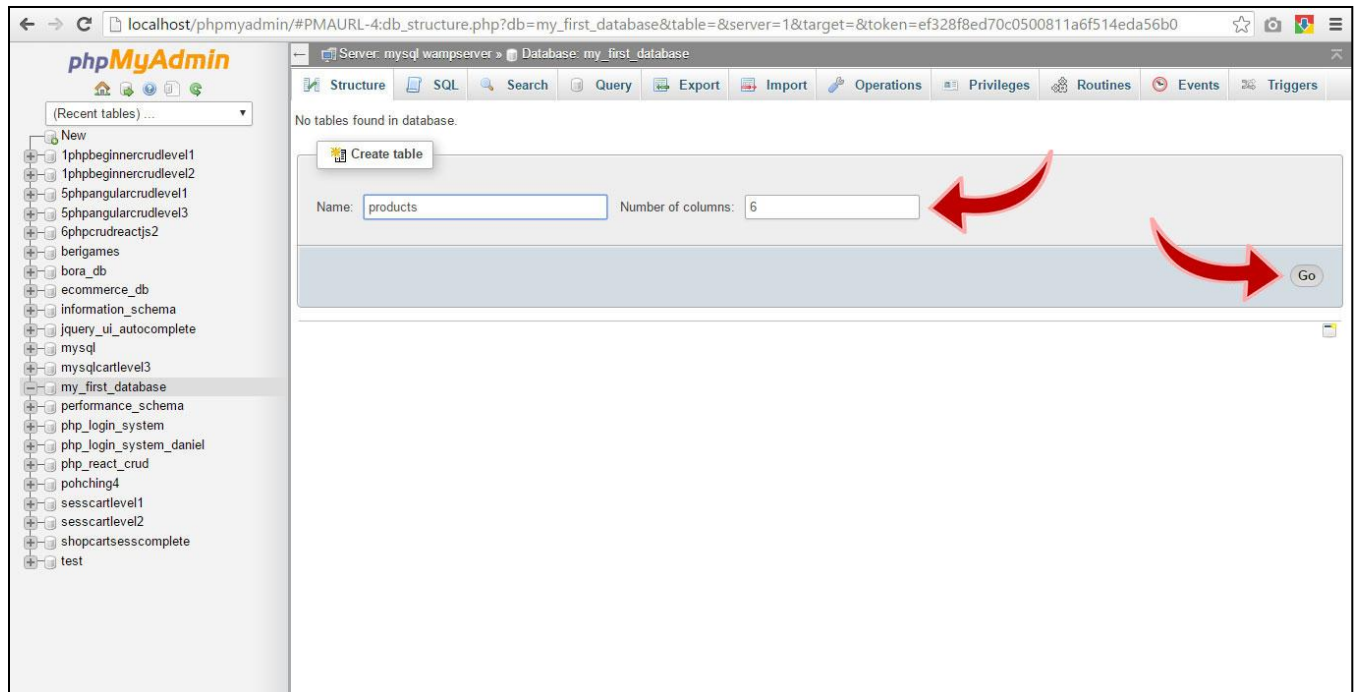 localhost/phpmyadmin/#PMAURL-4:db_structure.php?db=my_first_database&table=&server=1&target=&token=ef328f8ed70c0500811a6f514eda56b0
phpMyAdmin
(Recent tables) ...
New
1phpbeginnercrudlevel1
1phpbeginnercrudlevel2
5phpangularcrudlevel1
5phpangularcrudlevel3
6phpcrudreactjs2
berigames
bora_db
ecommerce_db
information_schema
jquery_ui_autocomplete
mysql
mysqlcartlevel3
my_first_database
performance_schema
php_login_system
php_login_system_daniel
php_react_crud
pohching4
sesscartlevel1
sesscartlevel2
shopcartsesscomplete
test
Server: mysql wampserver » Database: my_first_database
Structure SQL Search Query Export Import Operations Privileges Routines Events Triggers
No tables found in database.
Create table
Name: products Number of columns: 6
Go